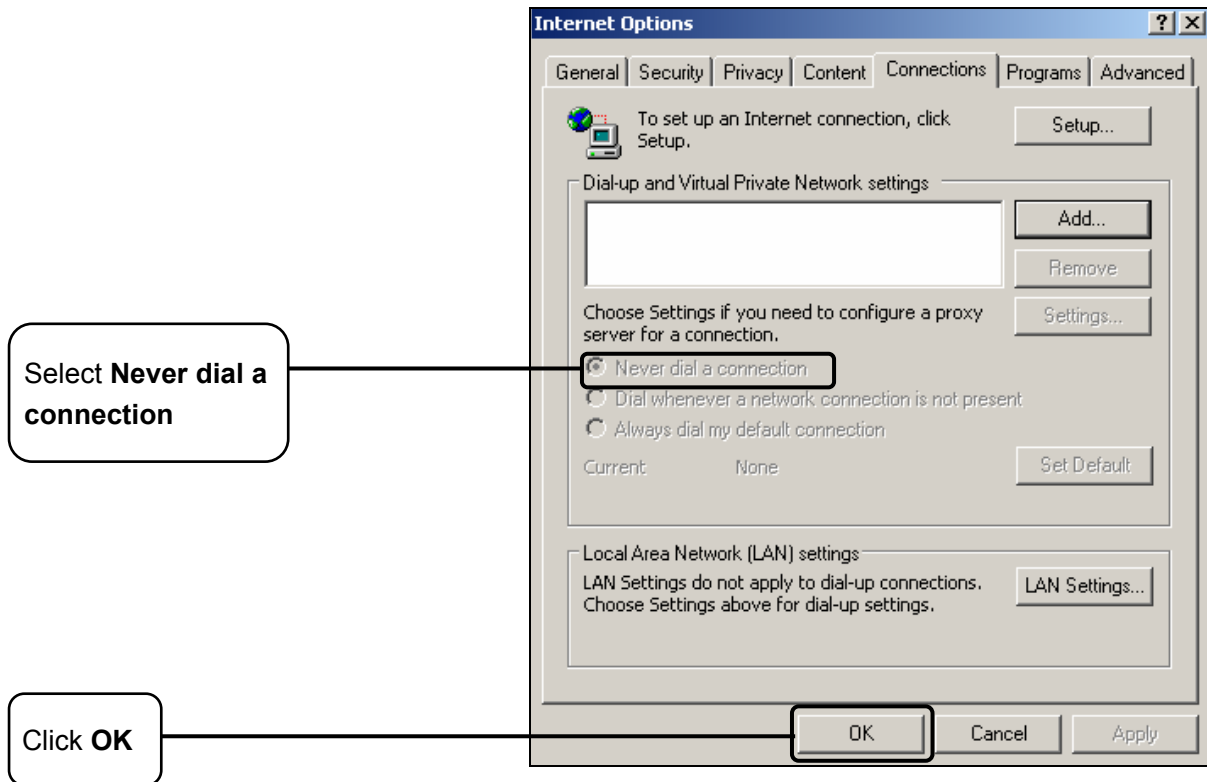 Internet Options
General Security Privacy Content Connections Programs Advanced
To set up an Internet connection, click
Setup.
Setup...
Dial-up and Virtual Private Network settings
Add...
Remove
Choose Settings if you need to configure a proxy
server for a connection.
Settings...
Select Never dial a
connection
Never dial a connection
Dial whenever a network connection is not present
Always dial my default connection
Current None
Set Default
Local Area Network (LAN) settings
LAN Settings do not apply to dial-up connections.
Choose Settings above for dial-up settings.
LAN Settings...
Click OK
OK Cancel Apply